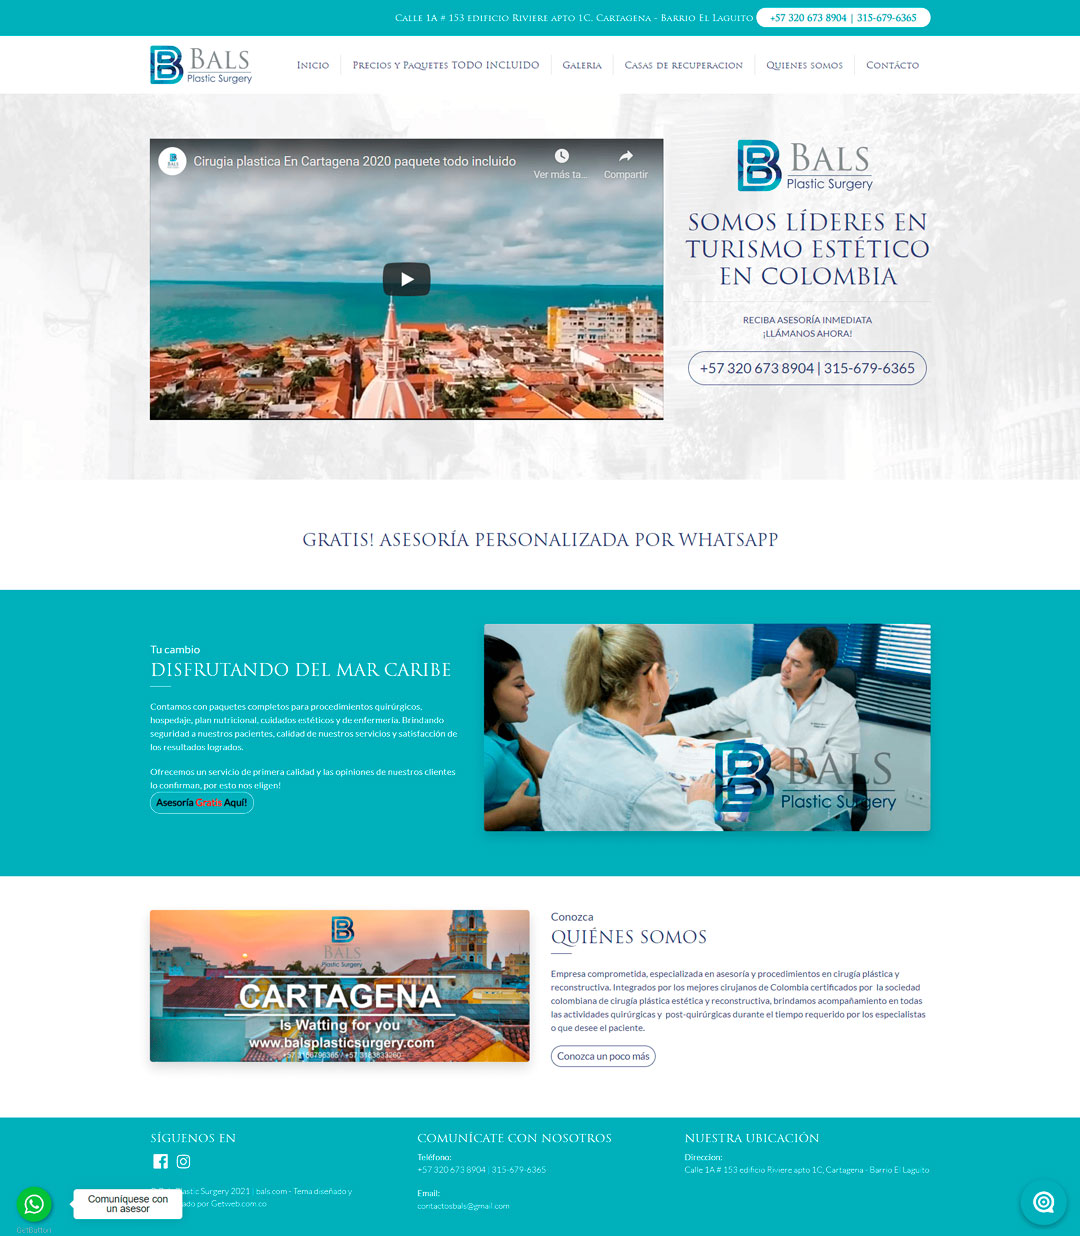 Calle 1A # 153 edificio Riviere apto 1C. Cartagena - Barrio El Laguito +57 320 673 8904 | 315-679-6365
BALS
Plastic Surgery
Inicio Precios y Paquetes TODO INCLUIDO Galeria Casas de recuperacion Quienes somos Contácto
Cirugia plastica En Cartagena 2020 paquete todo incluido
Ver más ta...
Compartir
BALS
Plastic Surgery
SOMOS LÍDERES EN
TURISMO ESTÉTICO
EN COLOMBIA
RECIBA ASESORÍA INMEDIATA
¡LLÁMANOS AHORA!
+57 320 673 8904 | 315-679-6365
GRATIS! ASESORÍA PERSONALIZADA POR WHATSAPP
Tu cambio
DISFRUTANDO DEL MAR CARIBE
Contamos con paquetes completos para procedimientos quirúrgicos,
hospedaje, plan nutricional, cuidados estéticos y de enfermería. Brindando
seguridad a nuestros pacientes, calidad de nuestros servicios y satisfacción de
los resultados logrados.
Ofrecemos un servicio de primera calidad y las opiniones de nuestros clientes
lo confirman, por esto nos eligen!
Asesoría Gratis Aquí!
BALS
Plastic Surgery
BALS
Plastic Surgery
CARTAGENA
Is Watting for you
www.balsplasticsurgery.com
Conozca
QUIÉNES SOMOS
Empresa comprometida, especializada en asesoría y procedimientos en cirugía plástica y
reconstructiva. Integrados por los mejores cirujanos de Colombia certificados por la sociedad
colombiana de cirugía plástica estética y reconstructiva, brindamos acompañamiento en todas
las actividades quirúrgicas y post-quirúrgicas durante el tiempo requerido por los especialistas
o que desee el paciente.
Conozca un poco más
SÍGUENOS EN
Plastic Surgery 2021 | bals.com - Tema diseñado y
por Getweb.com.co
COMUNÍCATE CON NOSOTROS
Teléfono:
+57 320 673 8904 | 315-679-6365
Email:
contactosbals@gmail.com
NUESTRA UBICACIÓN
Direccion:
Calle 1A # 153 edificio Riviere apto 1C, Cartagena - Barrio El Laguito
Comuníquese con
un asesor
GetButton